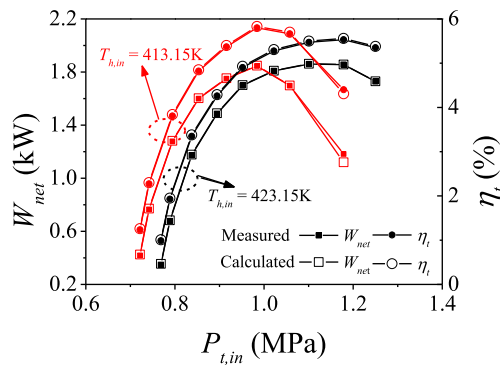 2.2
1.8
1.4
1.0
0.6
0.2
W_net (kW)
6
4
2
0
η_t (%)
T_h,in = 413.15K
T_h,in = 423.15K
Measured W_net η_t
Calculated W_net η_t
0.6 0.8 1.0 1.2 1.4
P_t,in (MPa)